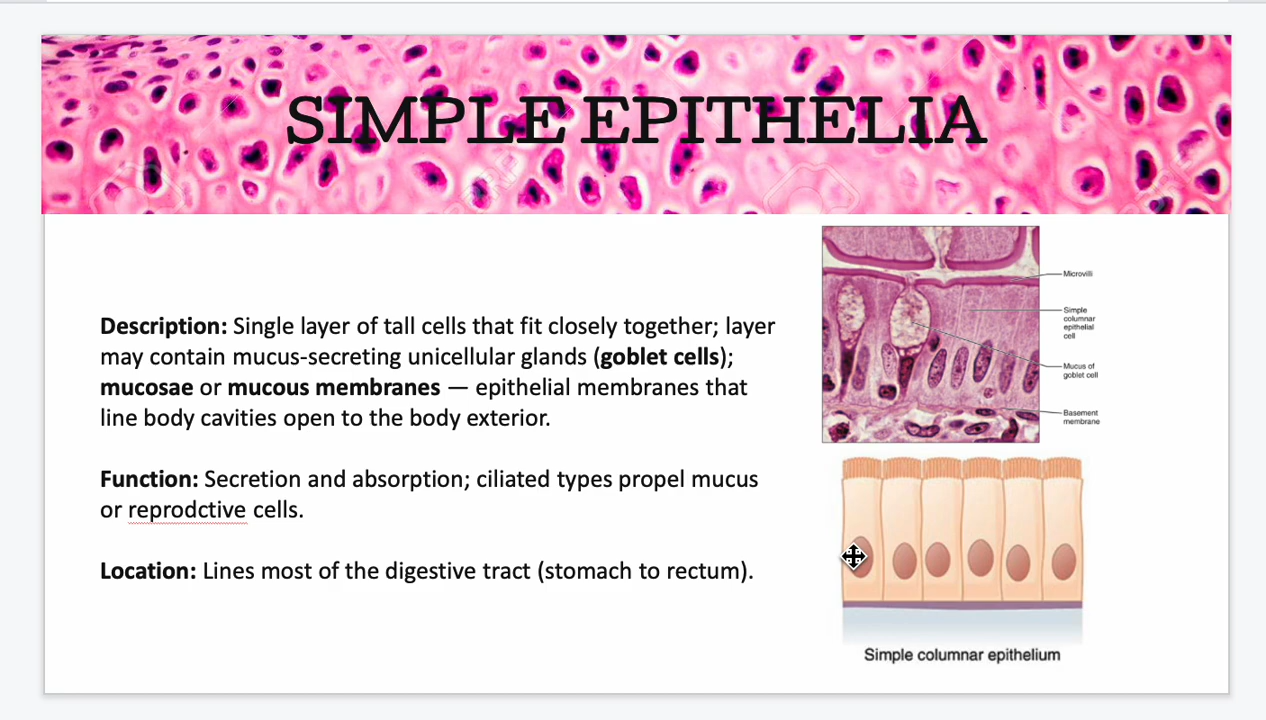 SIMPLE EPITHELIA
Description: Single layer of tall cells that fit closely together; layer
may contain mucus-secreting unicellular glands (goblet cells);
mucosae or mucous membranes — epithelial membranes that
line body cavities open to the body exterior.
Function: Secretion and absorption; ciliated types propel mucus
or reprodctive cells.
Location: Lines most of the digestive tract (stomach to rectum).
Microvilli
Simple
columnar
epithelial
cell
Mucus of
goblet cell
Basement
membrane
Simple columnar epithelium